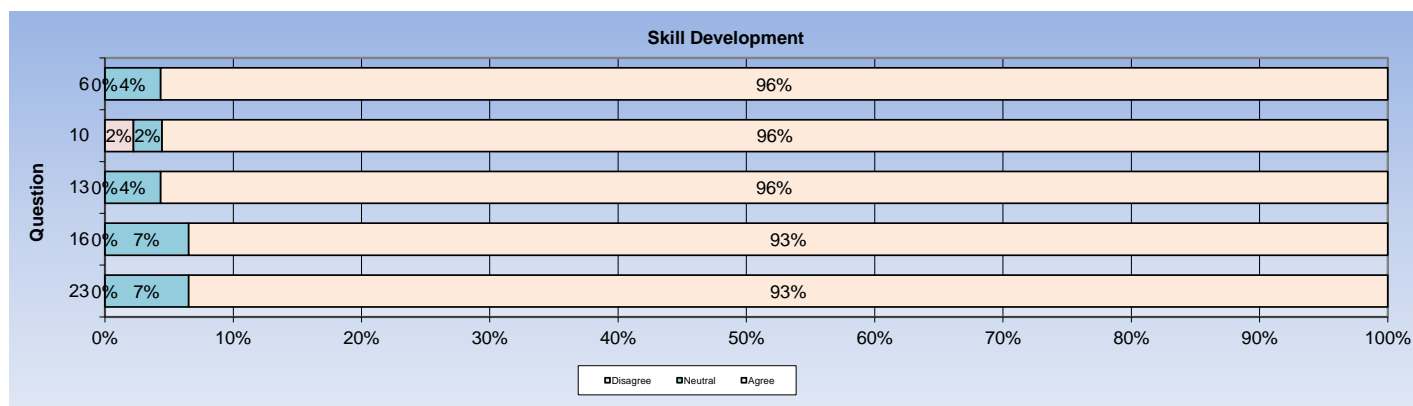 Skill Development
Question
6 0% 4% 96%
10 2% 2% 96%
13 0% 4% 96%
16 0% 7% 93%
23 0% 7% 93%
0% 10% 20% 30% 40% 50% 60% 70% 80% 90% 100%
Disagree Neutral Agree